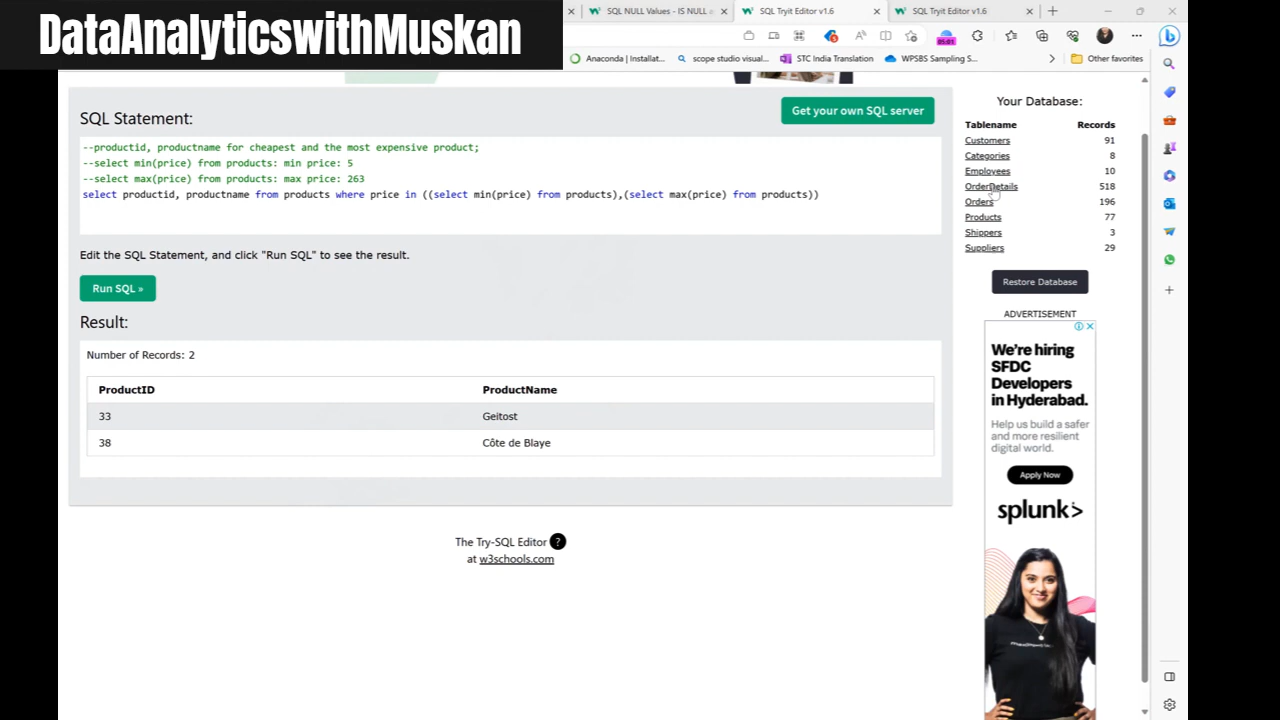 DataAnalyticswithMuskan
SQL NULL Values - IS NULL a
SQL Tryit Editor v1.6
SQL Tryit Editor v1.6
Anaconda | Installat...
scope studio visual...
STC India Translation
WPSBS Sampling S...
Other favorites
Get your own SQL server
SQL Statement:
--productid, productname for cheapest and the most expensive product;
--select min(price) from products: min price: 5
--select max(price) from products: max price: 263
select productid, productname from products where price in ((select min(price) from products),(select max(price) from products))
Edit the SQL Statement, and click "Run SQL" to see the result.
Run SQL »
Result:
Number of Records: 2
ProductID ProductName
33 Geitost
38 Côte de Blaye
The Try-SQL Editor ?
at w3schools.com
Your Database:
Tablename Records
Customers 91
Categories 8
Employees 10
OrderDetails 518
Orders 196
Products 77
Shippers 3
Suppliers 29
Restore Database
ADVERTISEMENT
We're hiring
SFDC
Developers
in Hyderabad.
Help us build a safer
and more resilient
digital world.
Apply Now
splunk>